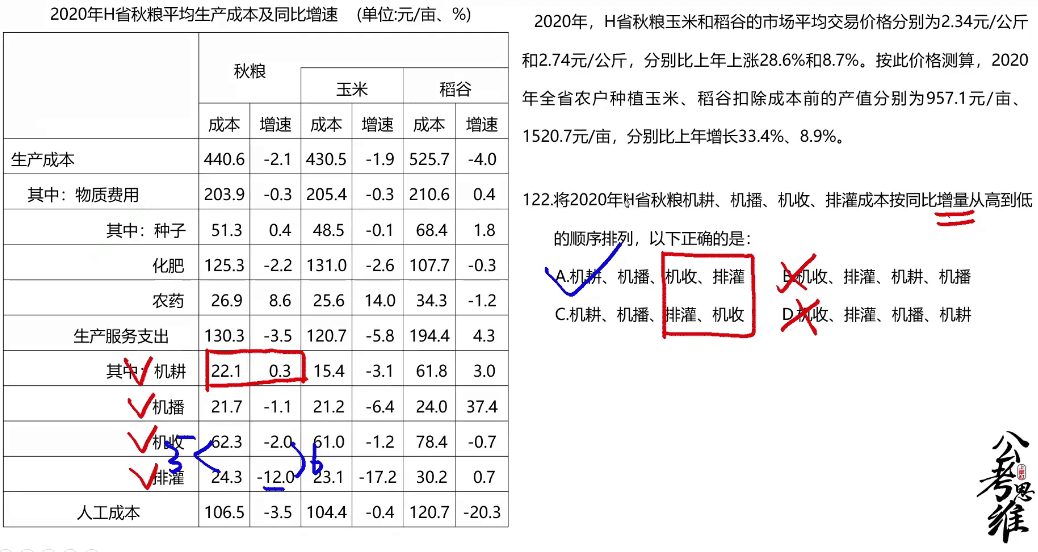 2020年H省秋粮平均生产成本及同比增速 (单位:元/亩、%)
秋粮
玉米 稻谷
成本 增速 成本 增速 成本 增速
生产成本 440.6 -2.1 430.5 -1.9 525.7 -4.0
其中：物质费用 203.9 -0.3 205.4 -0.3 210.6 0.4
其中：种子 51.3 0.4 48.5 -0.1 68.4 1.8
化肥 125.3 -2.2 131.0 -2.6 107.7 -0.3
农药 26.9 8.6 25.6 14.0 34.3 -1.2
生产服务支出 130.3 -3.5 120.7 -5.8 194.4 4.3
其中：机耕 22.1 0.3 15.4 -3.1 61.8 3.0
机播 21.7 -1.1 21.2 -6.4 24.0 37.4
机收 62.3 -2.0 61.0 -1.2 78.4 -0.7
排灌 24.3 -12.0 23.1 -17.2 30.2 0.7
人工成本 106.5 -3.5 104.4 -0.4 120.7 -20.3
5 6
2020年，H省秋粮玉米和稻谷的市场平均交易价格分别为2.34元/公斤
和2.74元/公斤，分别比上年上涨28.6%和8.7%。按此价格测算，2020
年全省农户种植玉米、稻谷扣除成本前的产值分别为957.1元/亩、
1520.7元/亩，分别比上年增长33.4%、8.9%。
122.将2020年H省秋粮机耕、机播、机收、排灌成本按同比增量从高到低
的顺序排列，以下正确的是：
A.机耕、机播、机收、排灌 B.机收、排灌、机耕、机播
C.机耕、机播、排灌、机收 D.机收、排灌、机播、机耕
公考思维